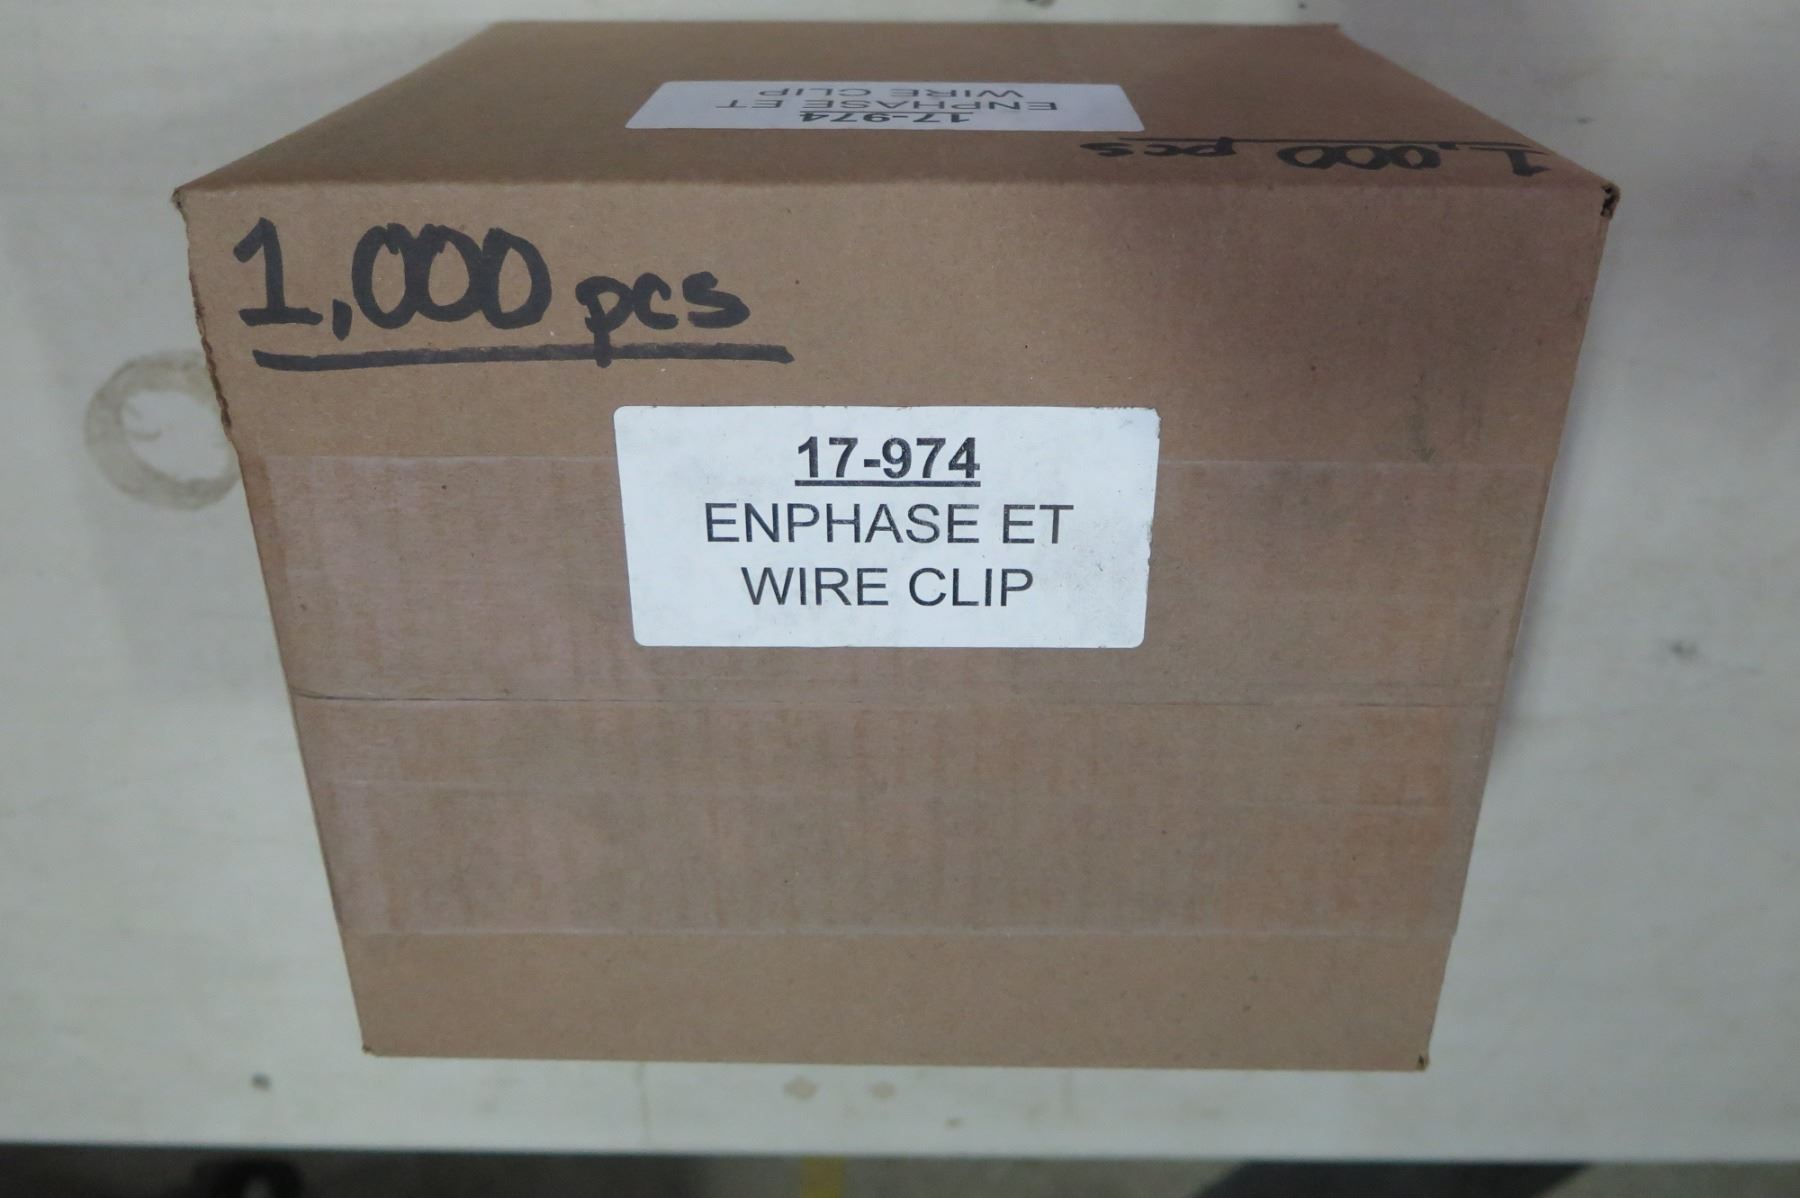 WIRE CLIP
ENPHASE ET
17-974
1,000 pcs
1,000 pcs
17-974
ENPHASE ET
WIRE CLIP